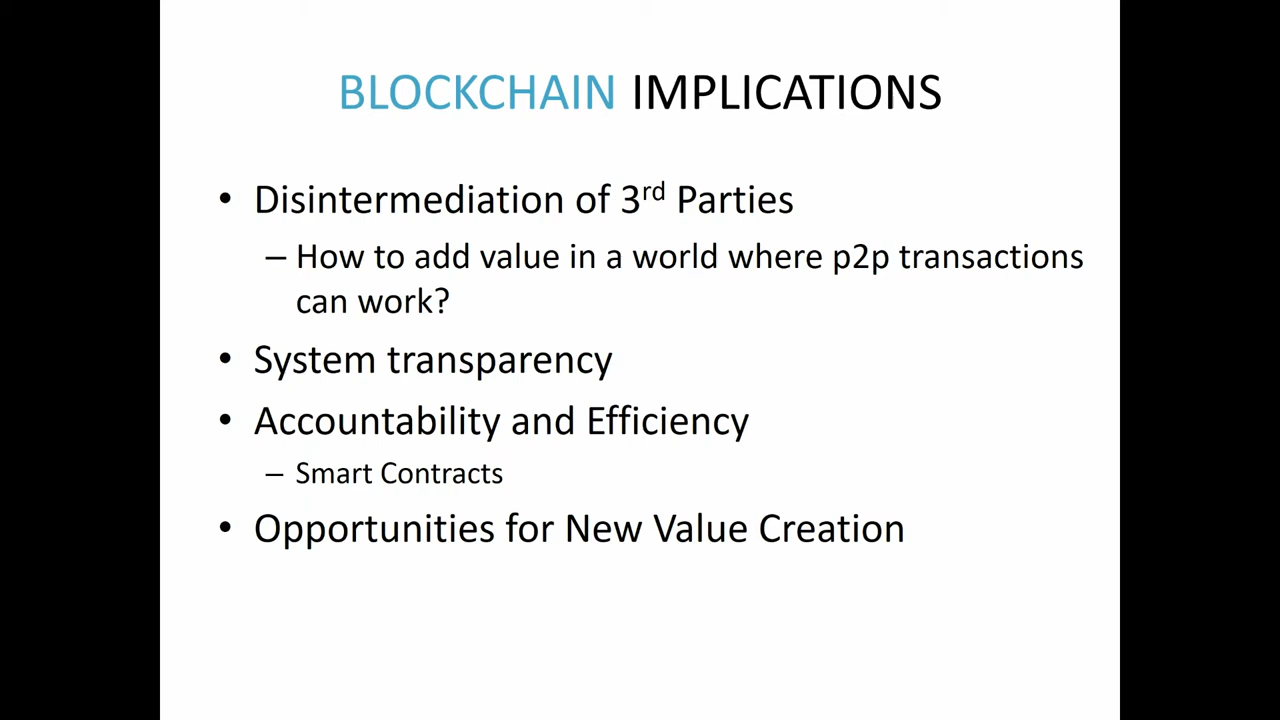 BLOCKCHAIN IMPLICATIONS
• Disintermediation of 3rd Parties
– How to add value in a world where p2p transactions
can work?
• System transparency
• Accountability and Efficiency
– Smart Contracts
• Opportunities for New Value Creation